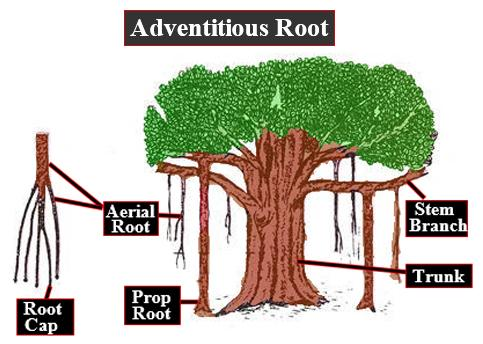 Adventitious Root
Aerial
Root
Stem
Branch
Trunk
Prop
Root
Root
Cap